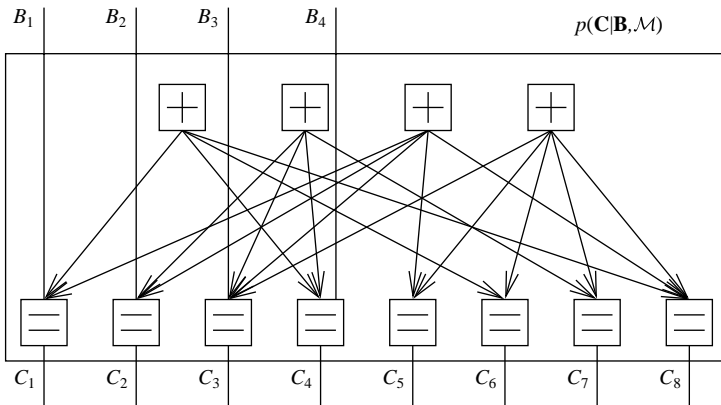 B₁ B₂ B₃ B₄
p(𝐂|𝐁,ℳ)
+ + + +
= = = = = = = =
C₁ C₂ C₃ C₄ C₅ C₆ C₇ C₈